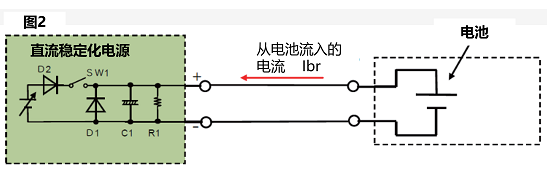 图2
直流稳定化电源
从电池流入的
电流 Ibr
电池
D2
SW1
+
D1
C1
R1
-